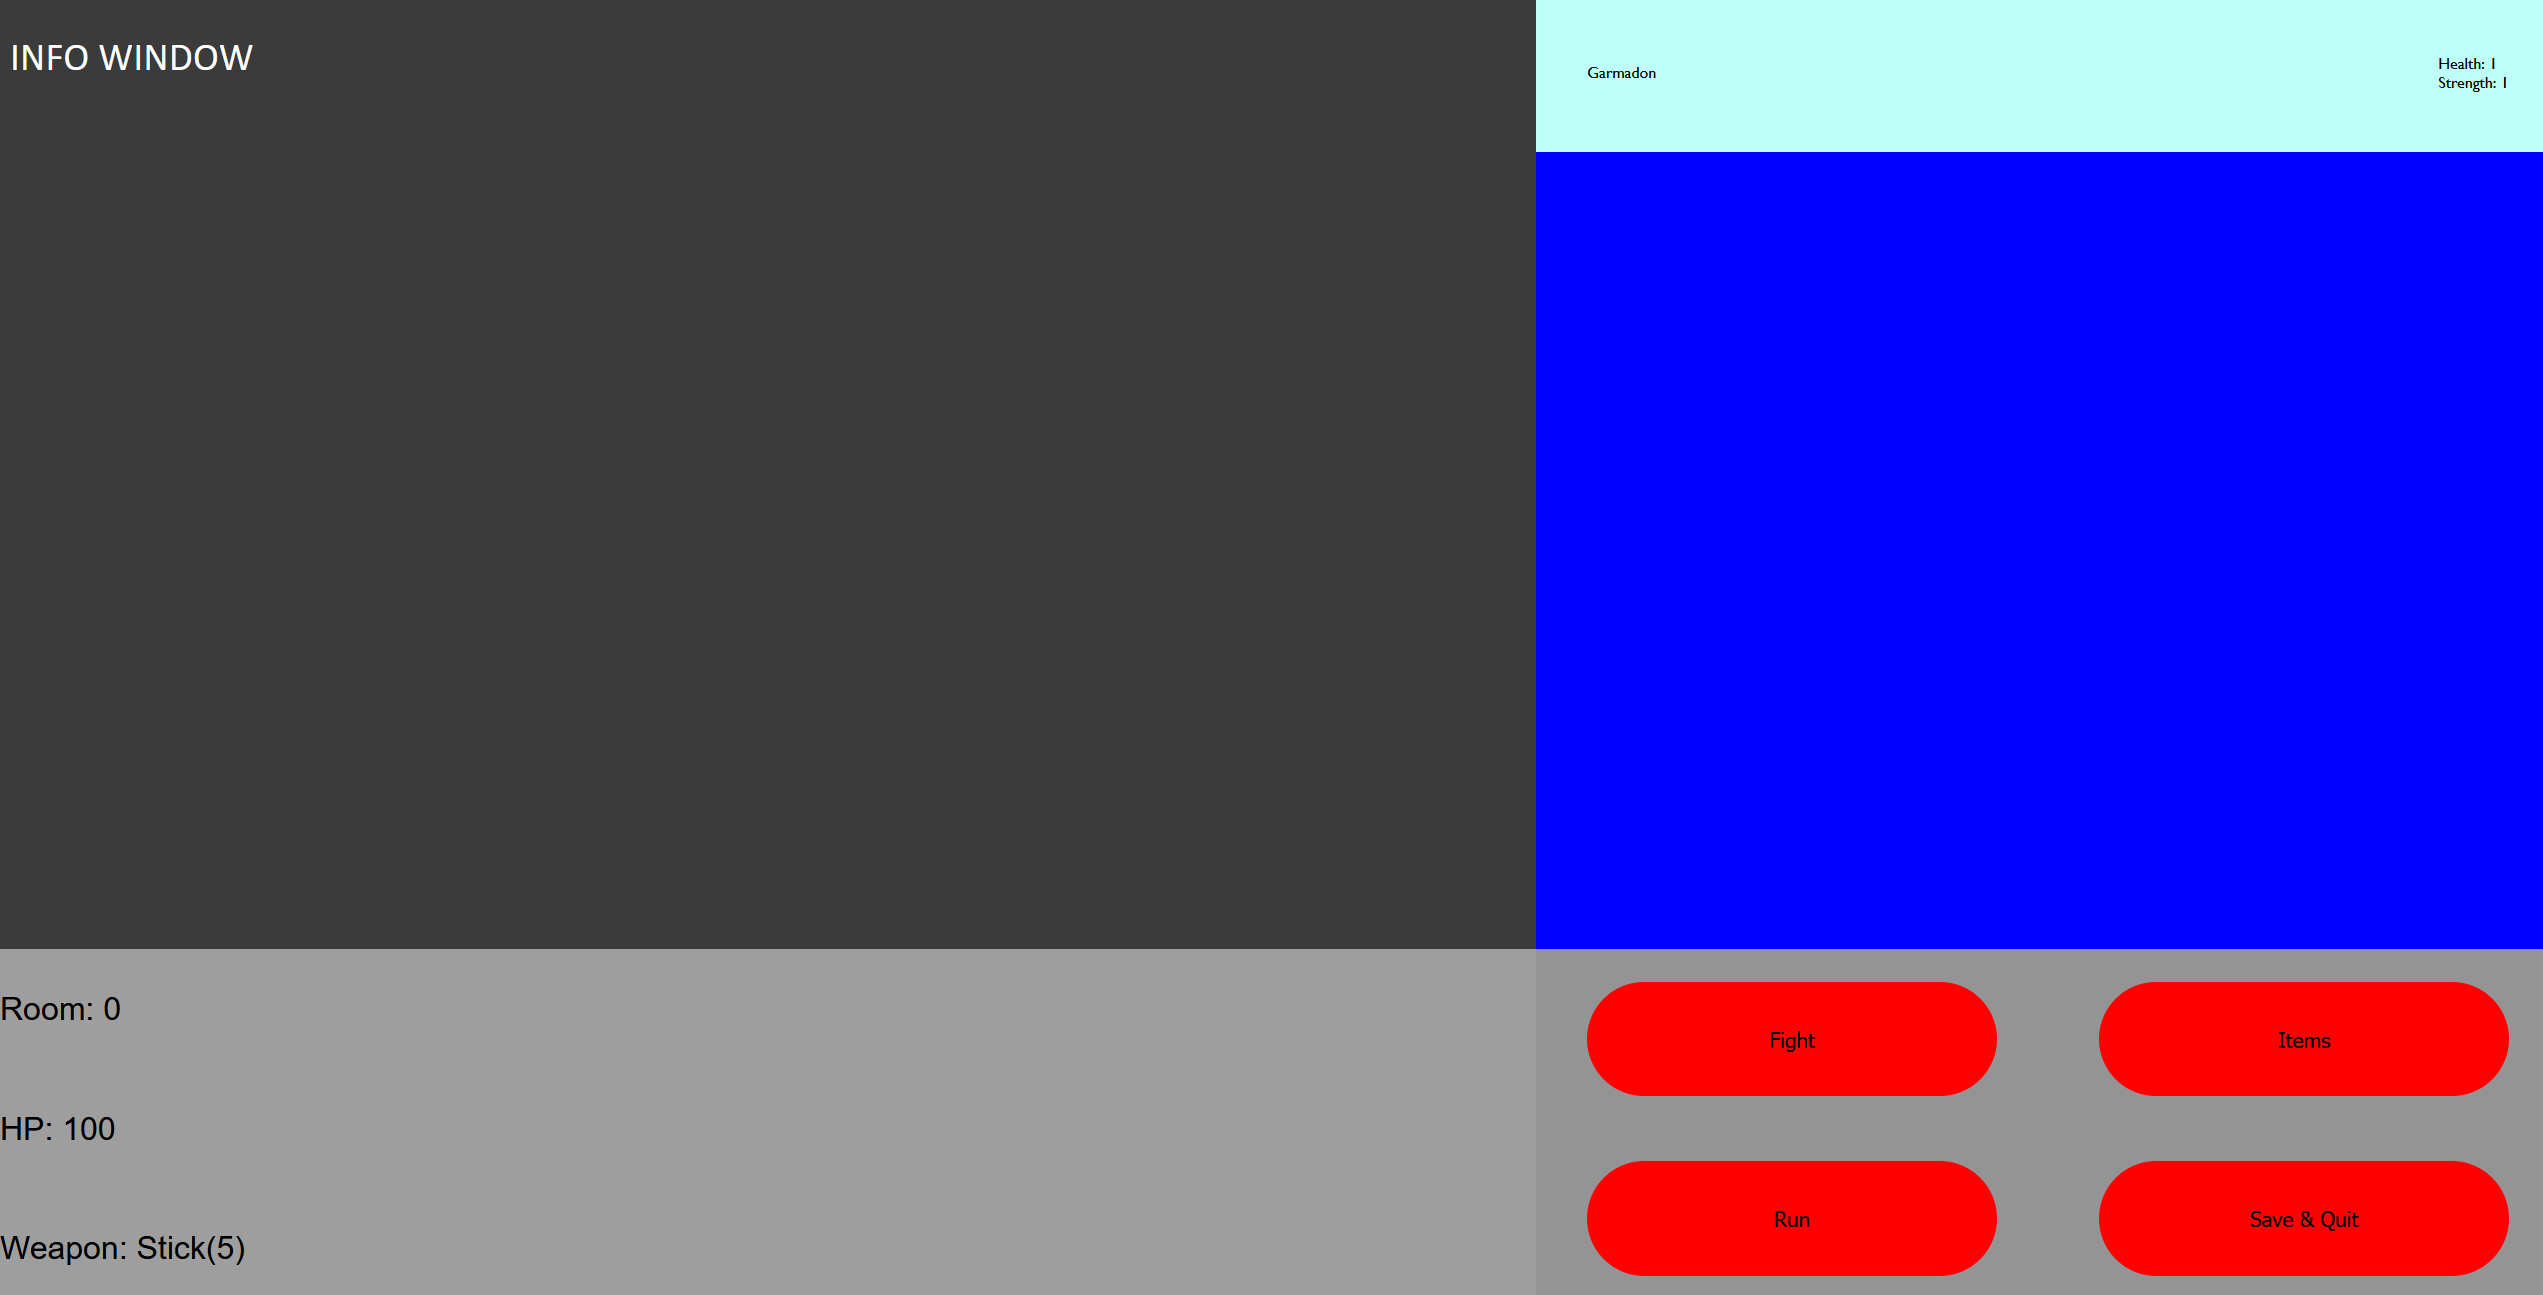 INFO WINDOW
Garmadon
Health: 1
Strength: 1
Room: 0
HP: 100
Weapon: Stick(5)
Fight
Items
Run
Save & Quit